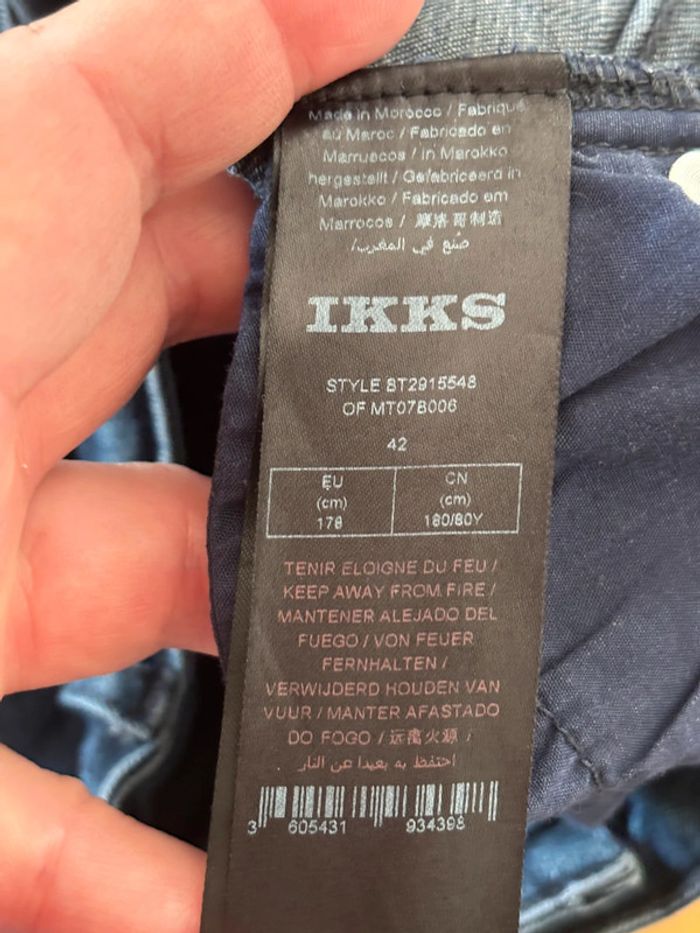 Made in Morocco / Fabriqué
au Maroc / Fabricado en
Marruecos / In Marokko
hergestellt / Gefabriceerd in
Marokko / Fabricado em
Marrocos / 摩洛哥制造
صنع في المغرب/
IKKS
STYLE BT2915548
OF MT07B006
42
EU
(cm)
178
CN
(cm)
180/80Y
TENIR ELOIGNE DU FEU /
KEEP AWAY FROM FIRE /
MANTENER ALEJADO DEL
FUEGO / VON FEUER
FERNHALTEN /
VERWIJDERD HOUDEN VAN
VUUR / MANTER AFASTADO
DO FOGO / 远离火源 /
احتفظ به بعيدا عن النار
3 605431 934398